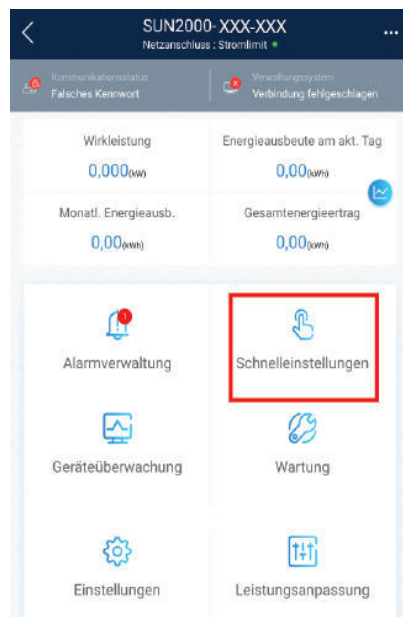 SUN2000-XXX-XXX
Netzanschluss : Stromlimit
Kommunikationsstatus
Falsches Kennwort
Verwaltungssystem
Verbindung fehlgeschlagen
Wirkleistung
0,000(kW)
Energieausbeute am akt. Tag
0,00(kWh)
Monatl. Energieausb.
0,00(kWh)
Gesamtenergieertrag
0,00(kWh)
1
Alarmverwaltung
Schnelleinstellungen
Geräteüberwachung
Wartung
Einstellungen
Leistungsanpassung